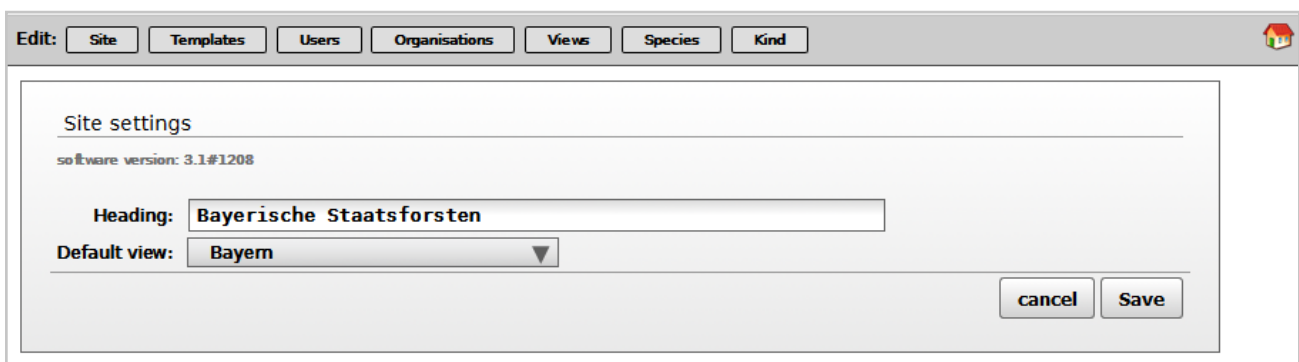 Edit: Site Templates Users Organisations Views Species Kind
Site settings
software version: 3.1#1208
Heading: Bayerische Staatsforsten
Default view: Bayern
cancel Save